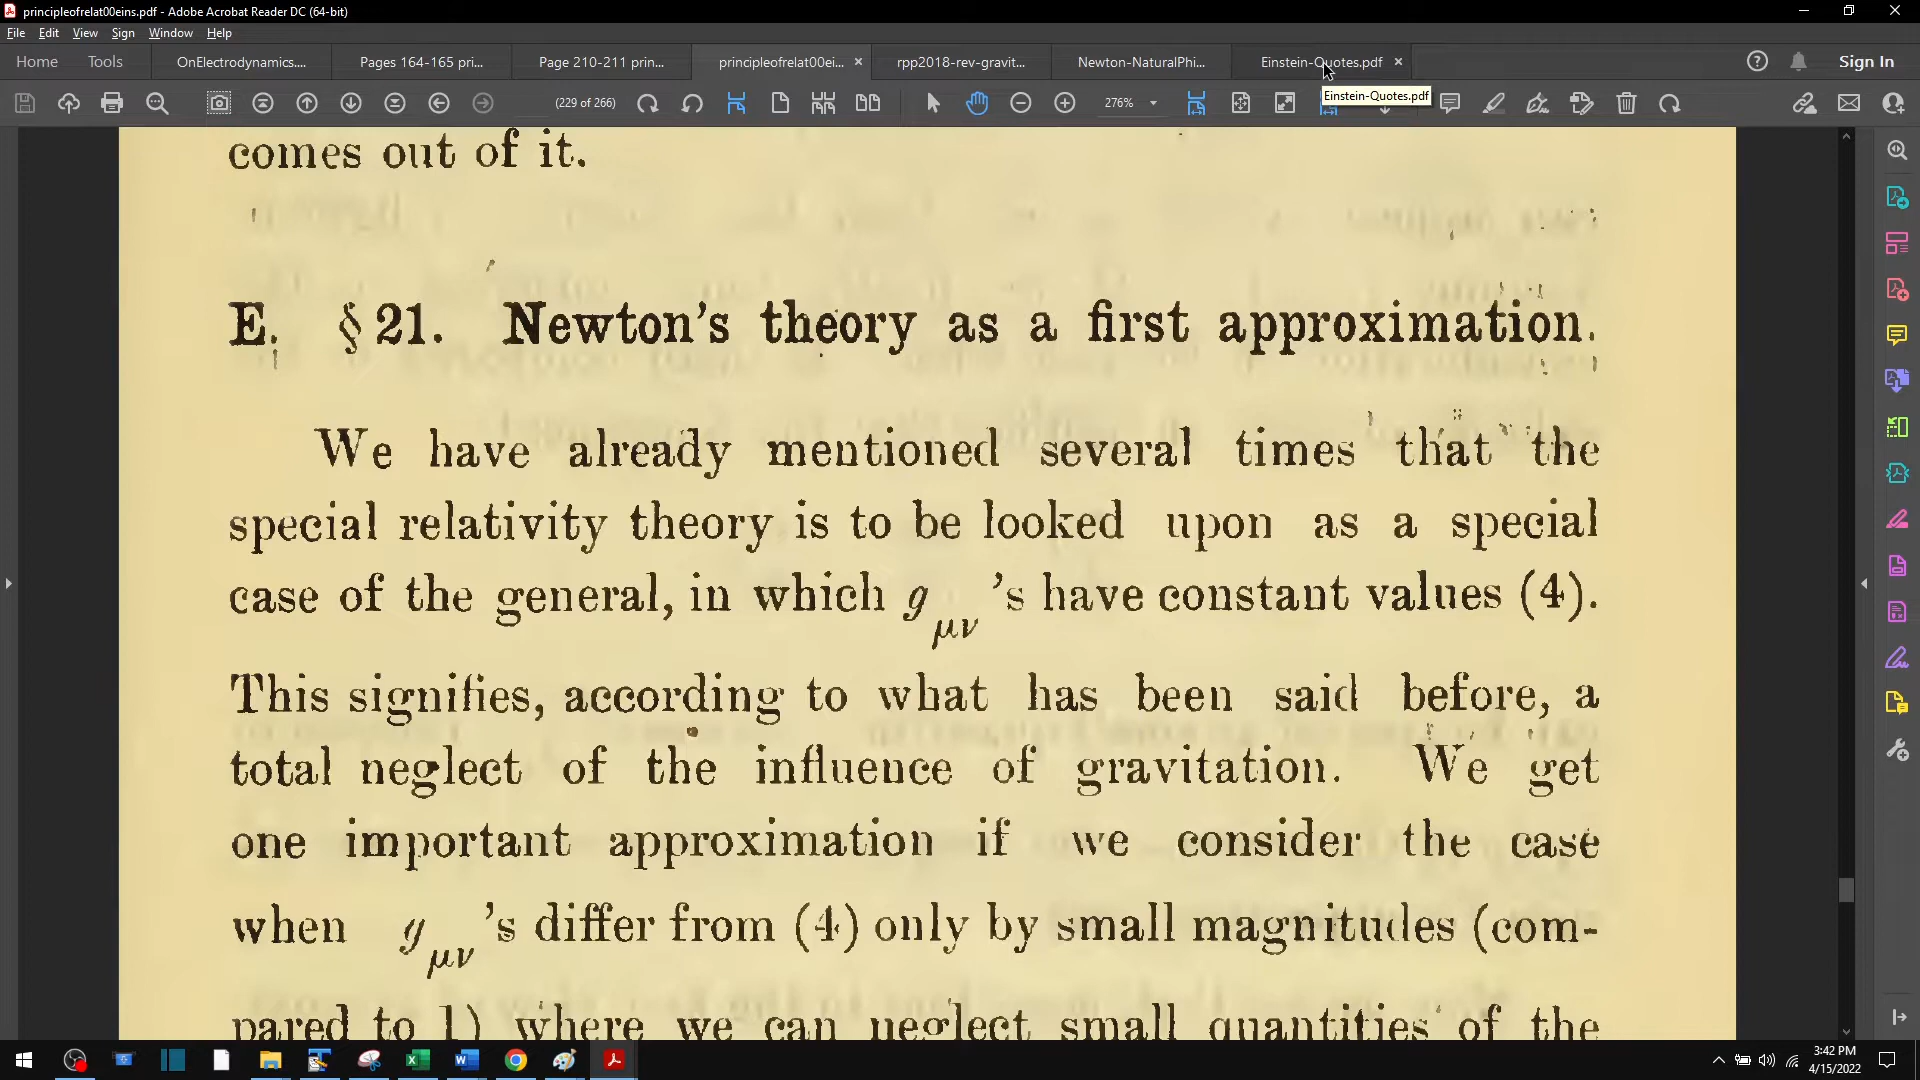 principleofrelat00eins.pdf - Adobe Acrobat Reader DC (64-bit)
File Edit View Sign Window Help
Home Tools OnElectrodynamics.... Pages 164-165 pri... Page 210-211 prin... principleofrelat00ei... rpp2018-rev-gravit... Newton-NaturalPhi... Einstein-Quotes.pdf Sign In
(229 of 266) 276% Einstein-Quotes.pdf
comes out of it.
E. § 21. Newton's theory as a first approximation.
We have already mentioned several times that the
special relativity theory is to be looked upon as a special
case of the general, in which gμν 's have constant values (4).
This signifies, according to what has been said before, a
total neglect of the influence of gravitation. We get
one important approximation if we consider the case
when gμν 's differ from (4) only by small magnitudes (com-
pared to 1) where we can neglect small quantities of the
3:42 PM
4/15/2022